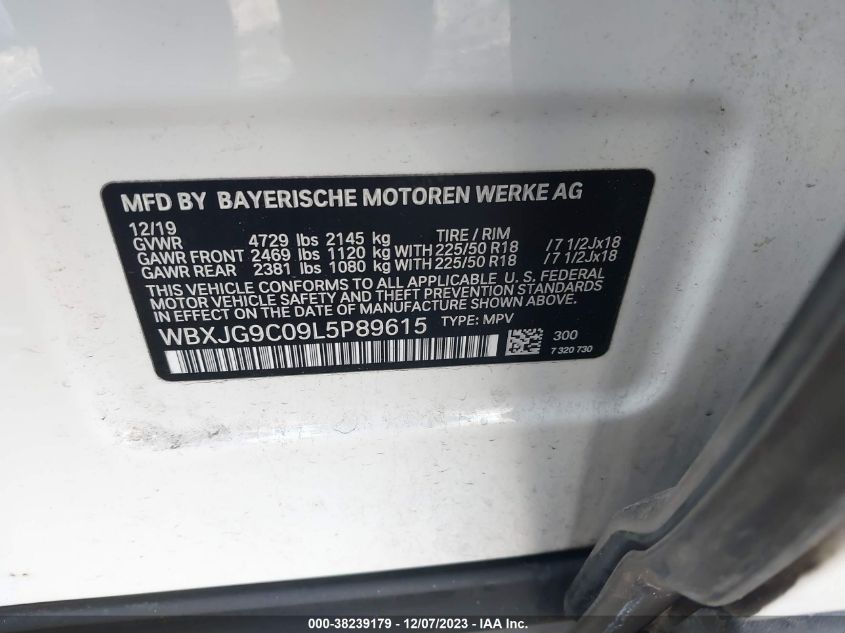 MFD BY BAYERISCHE MOTOREN WERKE AG
12/19
GVWR 4729 lbs 2145 kg TIRE / RIM
GAWR FRONT 2469 lbs 1120 kg WITH 225/50 R18 /7 1/2Jx18
GAWR REAR 2381 lbs 1080 kg WITH 225/50 R18 /7 1/2Jx18
THIS VEHICLE CONFORMS TO ALL APPLICABLE U. S. FEDERAL
MOTOR VEHICLE SAFETY AND THEFT PREVENTION STANDARDS
IN EFFECT ON THE DATE OF MANUFACTURE SHOWN ABOVE.
WBXJG9C09L5P89615 TYPE: MPV
300
7 320 730
000-38239179 - 12/07/2023 - IAA Inc.